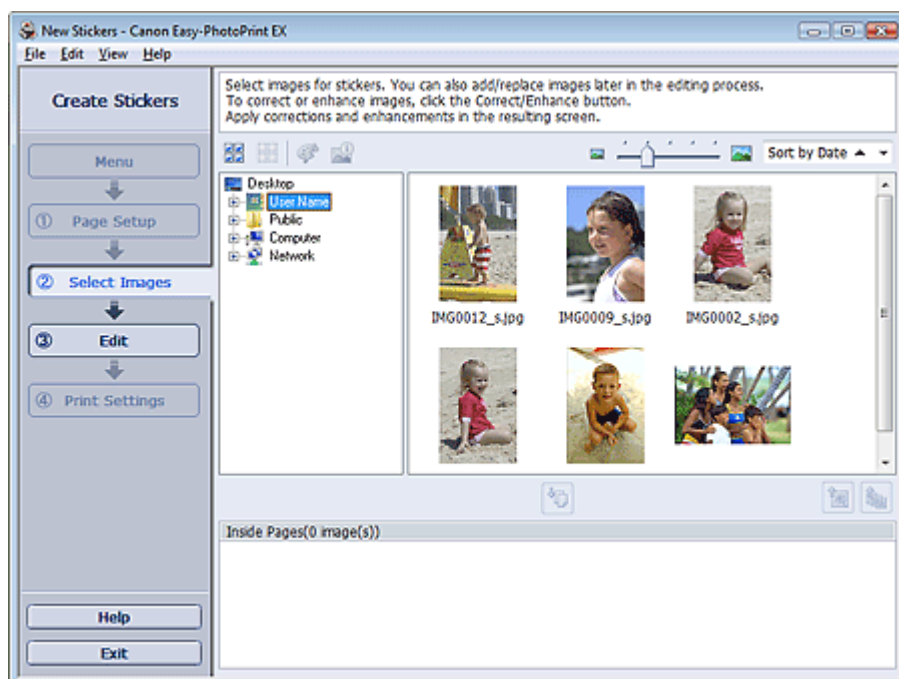 New Stickers - Canon Easy-PhotoPrint EX
File Edit View Help
Create Stickers
Select images for stickers. You can also add/replace images later in the editing process.
To correct or enhance images, click the Correct/Enhance button.
Apply corrections and enhancements in the resulting screen.
Menu
① Page Setup
② Select Images
③ Edit
④ Print Settings
Help
Exit
Sort by Date
Desktop
User Name
Public
Computer
Network
IMG0012_s.jpg IMG0009_s.jpg IMG0002_s.jpg
Inside Pages(0 image(s))